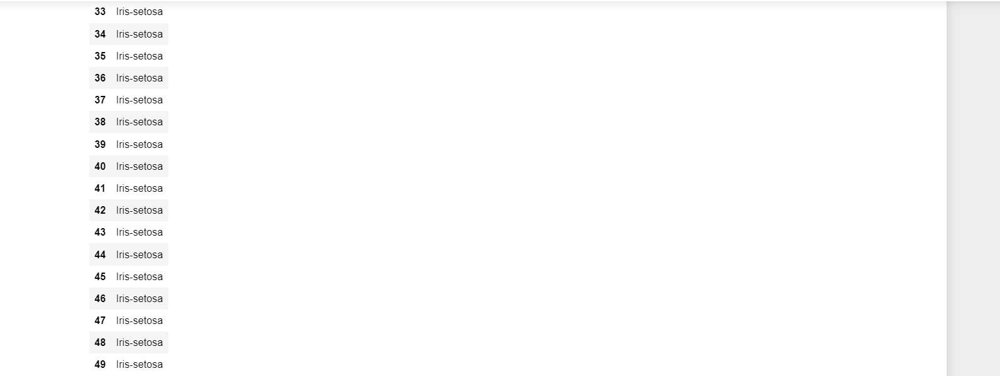 33 Iris-setosa
34 Iris-setosa
35 Iris-setosa
36 Iris-setosa
37 Iris-setosa
38 Iris-setosa
39 Iris-setosa
40 Iris-setosa
41 Iris-setosa
42 Iris-setosa
43 Iris-setosa
44 Iris-setosa
45 Iris-setosa
46 Iris-setosa
47 Iris-setosa
48 Iris-setosa
49 Iris-setosa